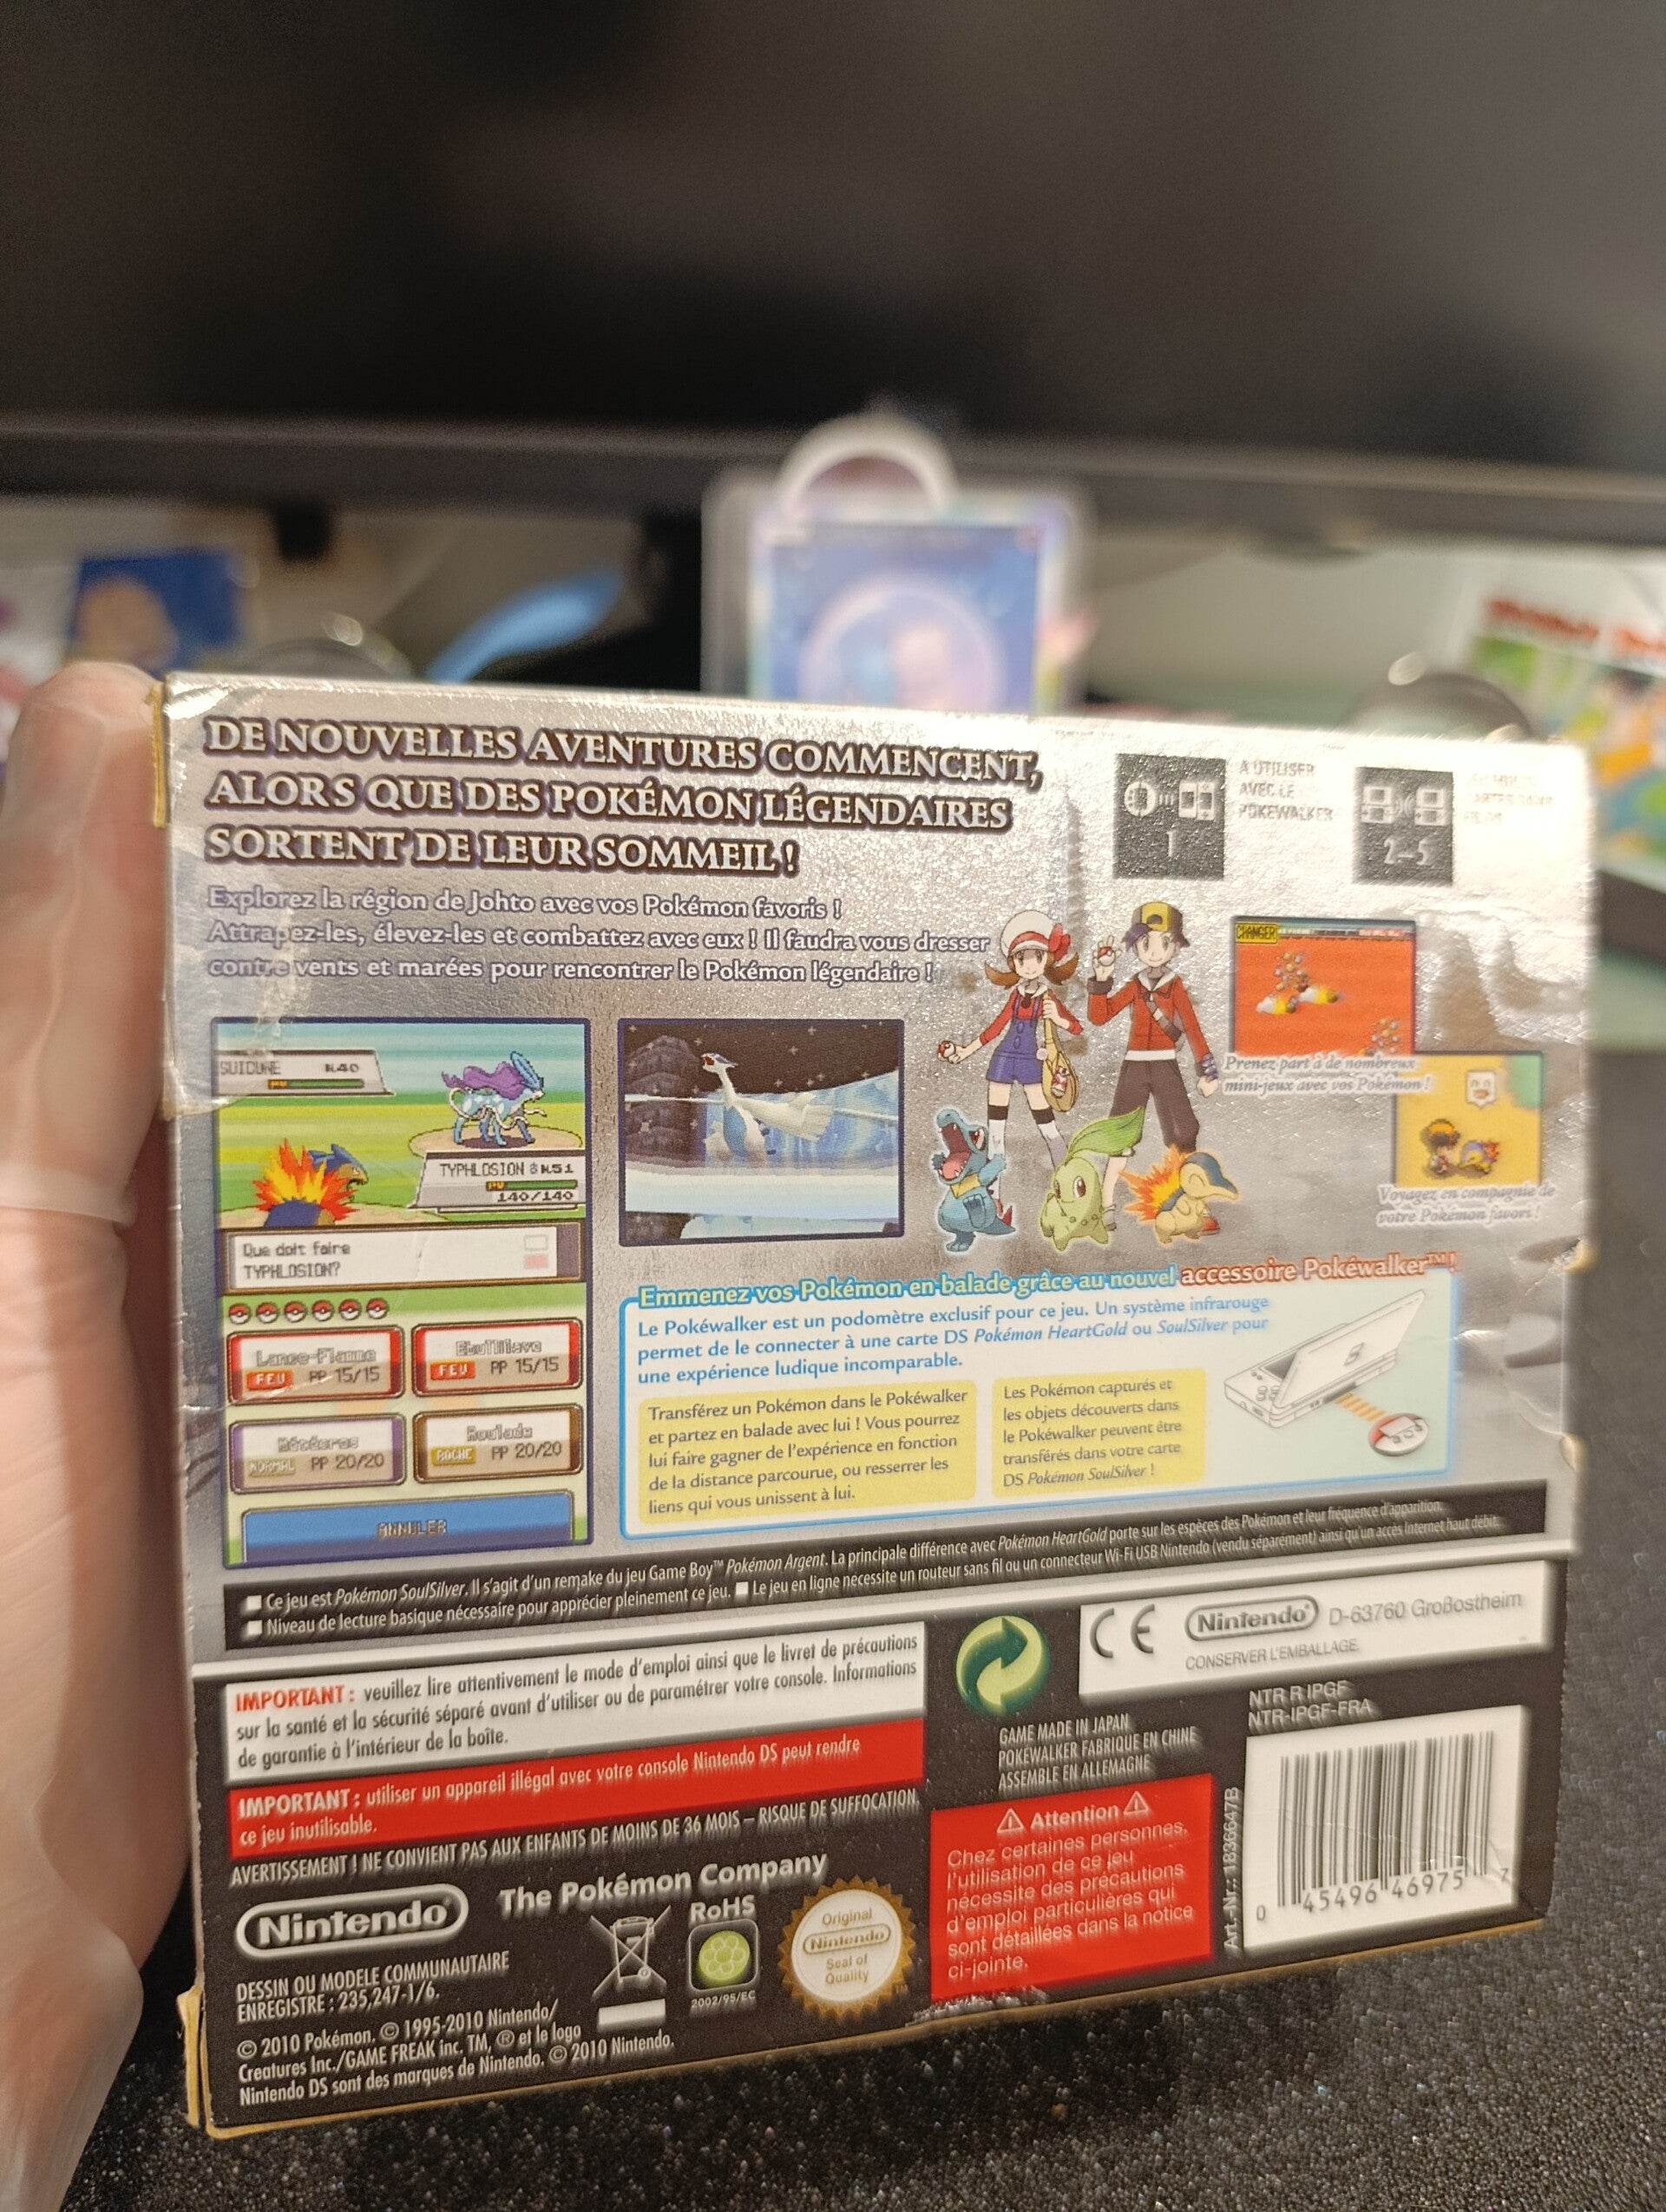 DE NOUVELLES AVENTURES COMMENCENT,
ALORS QUE DES POKÉMON LÉGENDAIRES
SORTENT DE LEUR SOMMEIL !
Explorez la région de Johto avec vos Pokémon favoris !
Attrapez-les, élevez-les et combattez avec eux ! Il faudra vous dresser
contre vents et marées pour rencontrer le Pokémon légendaire !
1
A UTILISER
AVEC LE
POKEWALKER
2-5
SUICUNE N.40
PV
TYPHLOSION ♂ N.51
PV
140/140
Que doit faire
TYPHLOSION?
Lance-Flamme
FEU PP 15/15
Ebullilave
FEU PP 15/15
Météores
NORMAL PP 20/20
Roulade
ROCHE PP 20/20
ANNULER
CHANGER
Prenez part à de nombreux
mini-jeux avec vos Pokémon !
Voyagez en compagnie de
votre Pokémon favori !
Emmenez vos Pokémon en balade grâce au nouvel accessoire Pokéwalker™ !
Le Pokéwalker est un podomètre exclusif pour ce jeu. Un système infrarouge
permet de le connecter à une carte DS Pokémon HeartGold ou SoulSilver pour
une expérience ludique incomparable.
Transférez un Pokémon dans le Pokéwalker
et partez en balade avec lui ! Vous pourrez
lui faire gagner de l'expérience en fonction
de la distance parcourue, ou resserrer les
liens qui vous unissent à lui.
Les Pokémon capturés et
les objets découverts dans
le Pokéwalker peuvent être
transférés dans votre carte
DS Pokémon SoulSilver !
■ Ce jeu est Pokémon SoulSilver. Il s'agit d'un remake du jeu Game Boy™ Pokémon Argent. La principale différence avec Pokémon HeartGold porte sur les espèces des Pokémon et leur fréquence d'apparition.
■ Niveau de lecture basique nécessaire pour apprécier pleinement ce jeu. ■ Le jeu en ligne nécessite un routeur sans fil ou un connecteur Wi-Fi USB Nintendo (vendu séparément) ainsi qu'un accès Internet haut débit.
IMPORTANT : veuillez lire attentivement le mode d'emploi ainsi que le livret de précautions
sur la santé et la sécurité séparé avant d'utiliser ou de paramétrer votre console. Informations
de garantie à l'intérieur de la boîte.
IMPORTANT : utiliser un appareil illégal avec votre console Nintendo DS peut rendre
ce jeu inutilisable.
AVERTISSEMENT ! NE CONVIENT PAS AUX ENFANTS DE MOINS DE 36 MOIS – RISQUE DE SUFFOCATION.
CE Nintendo D-63760 Großostheim
CONSERVER L'EMBALLAGE.
GAME MADE IN JAPAN
POKEWALKER FABRIQUE EN CHINE
ASSEMBLE EN ALLEMAGNE
NTR R IPGF
NTR-IPGF-FRA
Attention
Chez certaines personnes,
l'utilisation de ce jeu
nécessite des précautions
d'emploi particulières qui
sont détaillées dans la notice
ci-jointe.
Art.-Nr.: 1836647B
0 45496 46975 7
Nintendo
The Pokémon Company
RoHS
2002/95/EC
Original
Nintendo
Seal of
Quality
DESSIN OU MODELE COMMUNAUTAIRE
ENREGISTRE : 235,247-1/6.
© 2010 Pokémon. © 1995-2010 Nintendo/
Creatures Inc./GAME FREAK inc. TM, ® et le logo
Nintendo DS sont des marques de Nintendo. © 2010 Nintendo.